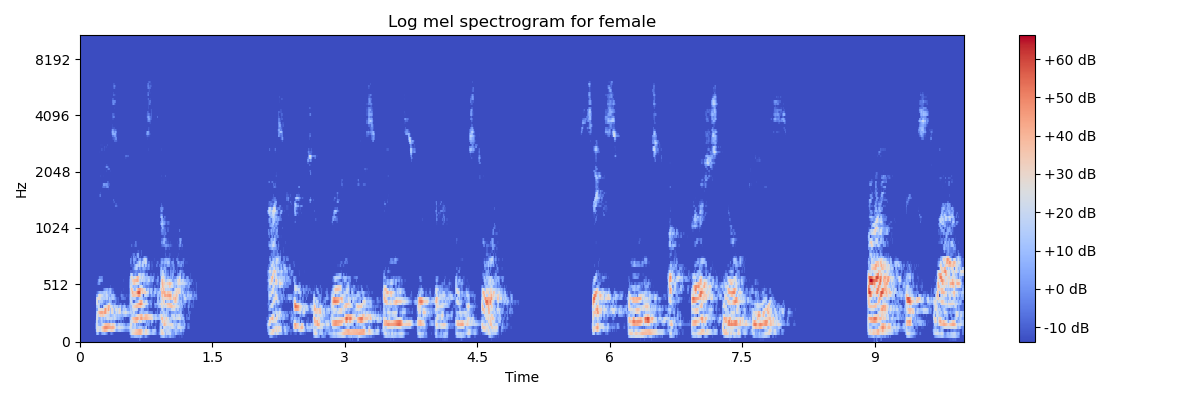 Log mel spectrogram for female
8192
4096
2048
1024
512
0
Hz
0 1.5 3 4.5 6 7.5 9
Time
+60 dB
+50 dB
+40 dB
+30 dB
+20 dB
+10 dB
+0 dB
-10 dB